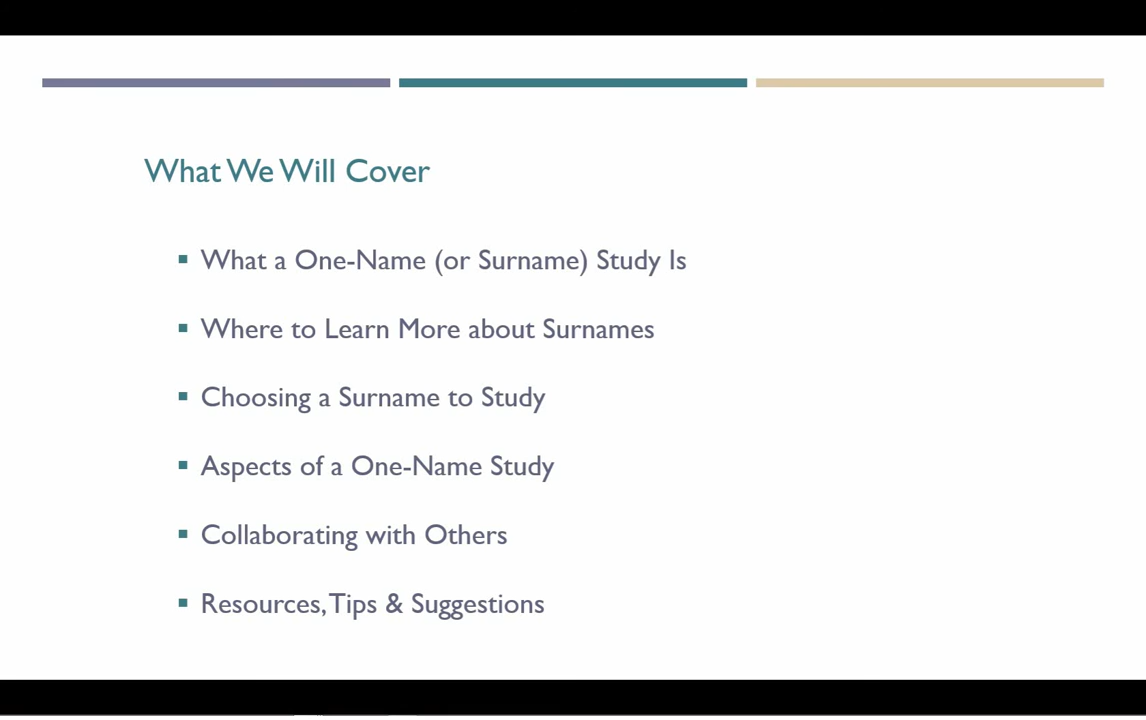 What We Will Cover
▪ What a One-Name (or Surname) Study Is
▪ Where to Learn More about Surnames
▪ Choosing a Surname to Study
▪ Aspects of a One-Name Study
▪ Collaborating with Others
▪ Resources, Tips & Suggestions